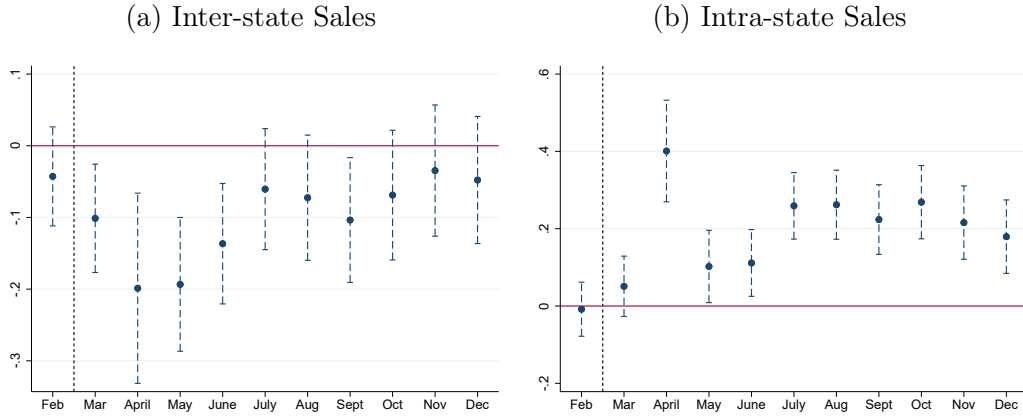 (a) Inter-state Sales
.1
0
-.1
-.2
-.3
Feb Mar April May June July Aug Sept Oct Nov Dec
(b) Intra-state Sales
.6
.4
.2
0
-.2
Feb Mar April May June July Aug Sept Oct Nov Dec